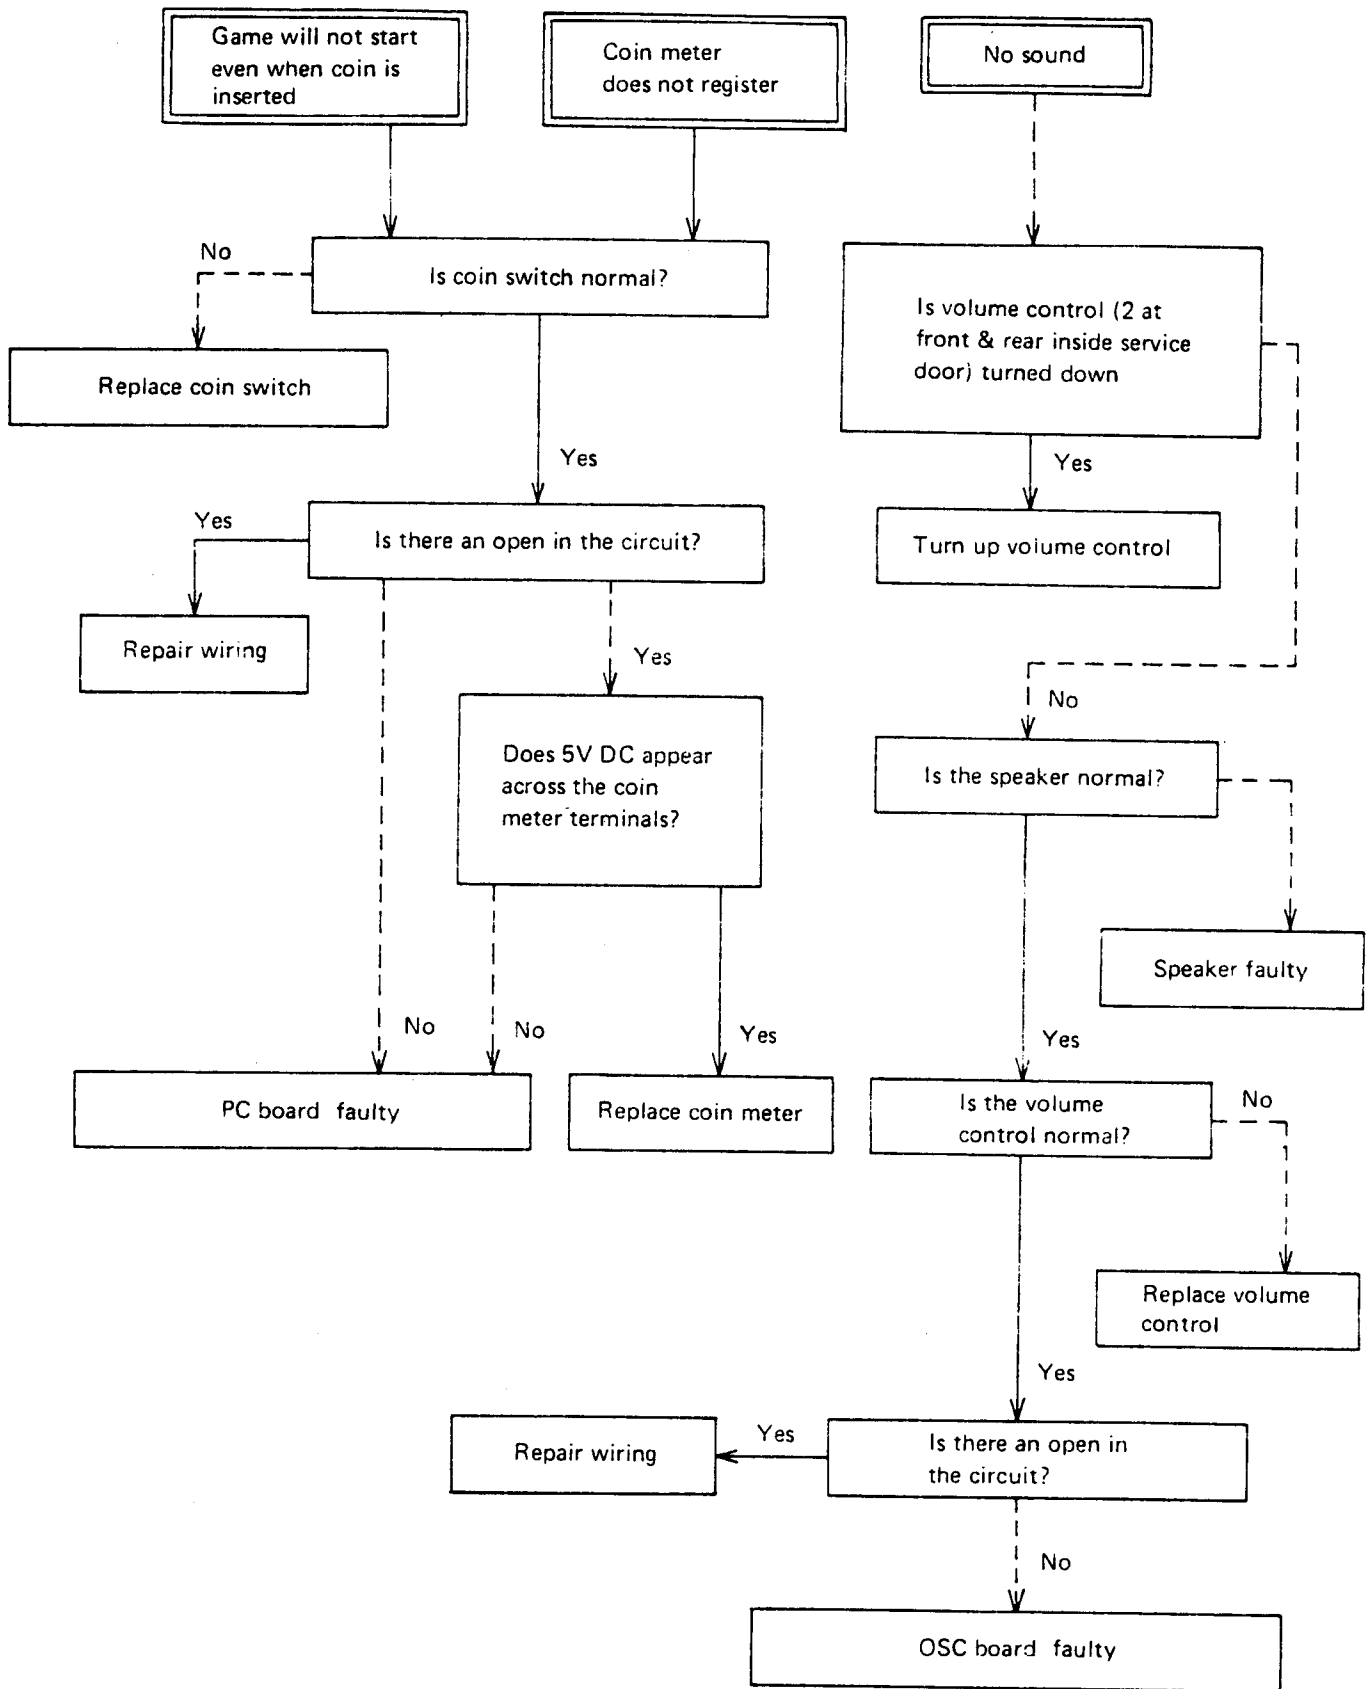 Game will not start
even when coin is
inserted
Coin meter
does not register
No sound
No
Is coin switch normal?
Replace coin switch
Is volume control (2 at
front & rear inside service
door) turned down
Yes
Yes
Yes
Is there an open in the circuit?
Turn up volume control
Repair wiring
Yes
No
Does 5V DC appear
across the coin
meter terminals?
Is the speaker normal?
Speaker faulty
No
No
Yes
Yes
PC board faulty
Replace coin meter
Is the volume
control normal?
No
Replace volume
control
Yes
Repair wiring
Yes
Is there an open in
the circuit?
No
OSC board faulty